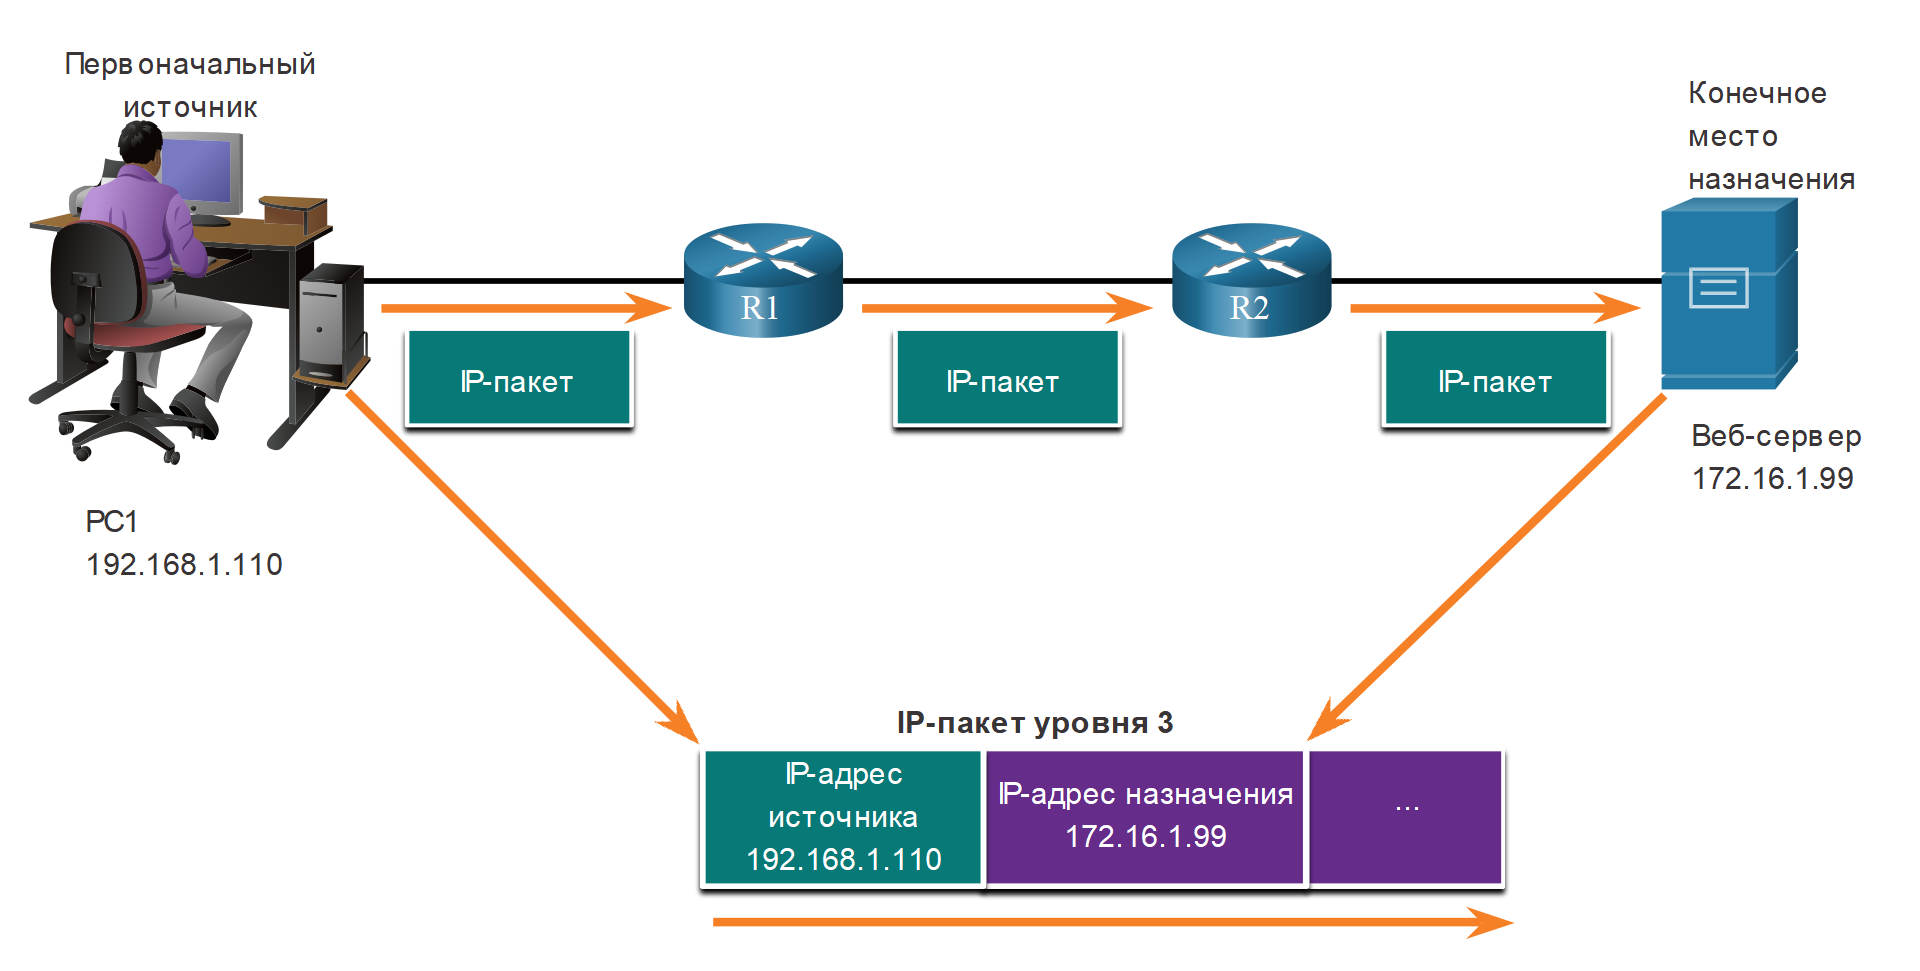 Первоначальный
источник
Конечное
место
назначения
R1
R2
IP-пакет
IP-пакет
IP-пакет
Веб-сервер
172.16.1.99
PC1
192.168.1.110
IP-пакет уровня 3
IP-адрес
источника
192.168.1.110
IP-адрес назначения
172.16.1.99
...